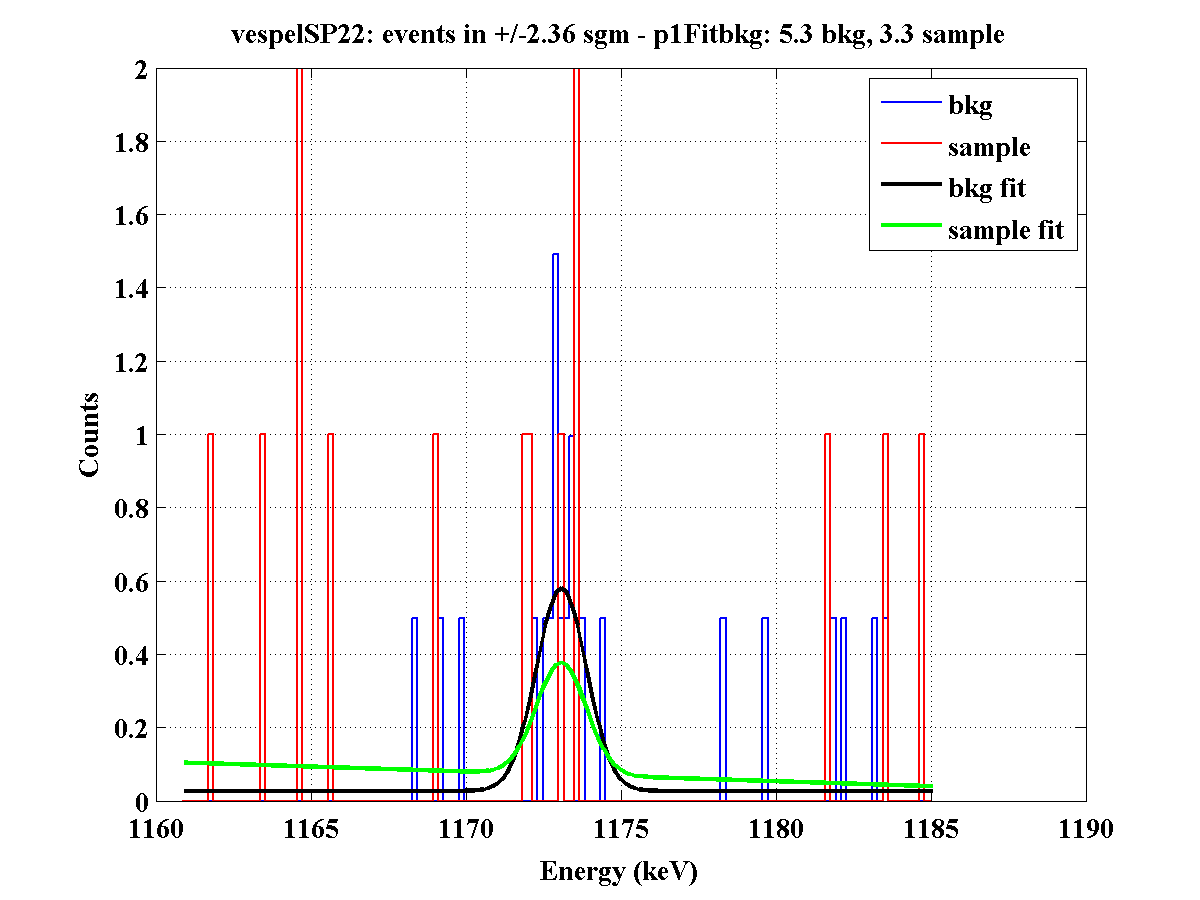 vespelSP22: events in +/-2.36 sgm - p1Fitbkg: 5.3 bkg, 3.3 sample
2
1.8
1.6
1.4
1.2
1
0.8
0.6
0.4
0.2
0
Counts
bkg
sample
bkg fit
sample fit
1160 1165 1170 1175 1180 1185 1190
Energy (keV)